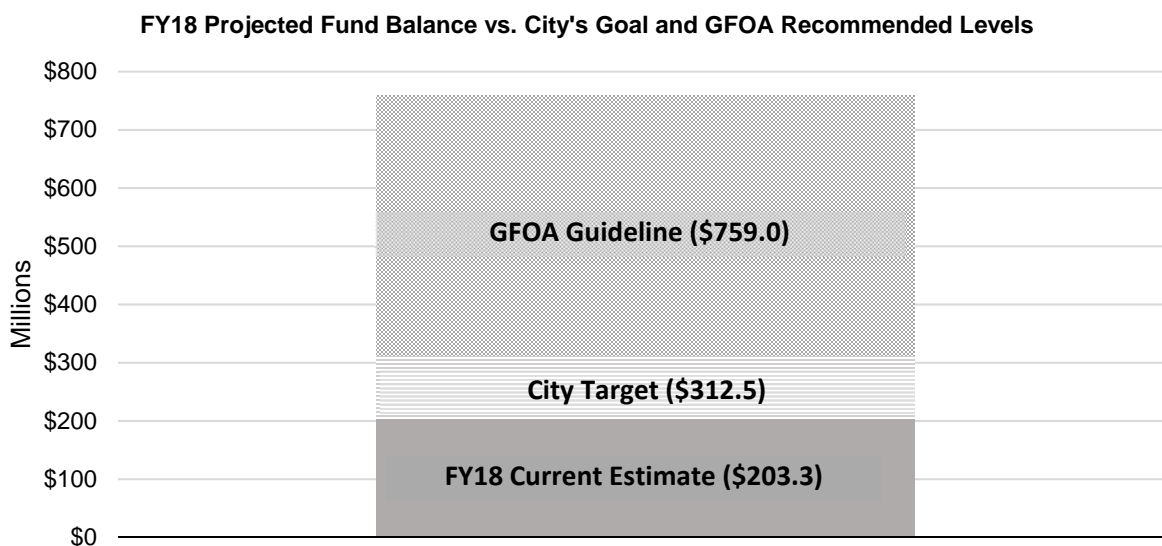 FY18 Projected Fund Balance vs. City's Goal and GFOA Recommended Levels
$800
$700
$600
$500
$400
$300
$200
$100
$0
Millions
GFOA Guideline ($759.0)
City Target ($312.5)
FY18 Current Estimate ($203.3)